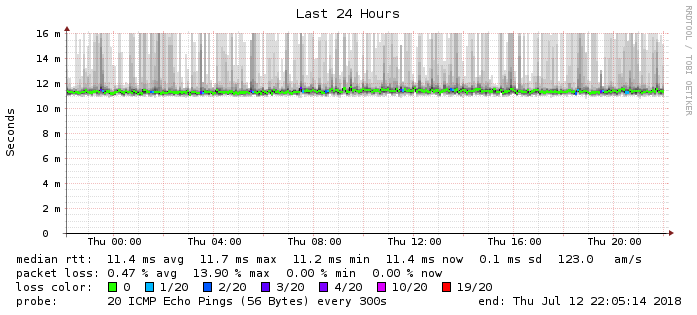 Last 24 Hours
RRDTOOL / TOBI OETIKER
Seconds
16 m
14 m
12 m
10 m
8 m
6 m
4 m
2 m
0
Thu 00:00 Thu 04:00 Thu 08:00 Thu 12:00 Thu 16:00 Thu 20:00
median rtt: 11.4 ms avg 11.7 ms max 11.2 ms min 11.4 ms now 0.1 ms sd 123.0 am/s
packet loss: 0.47 % avg 13.90 % max 0.00 % min 0.00 % now
loss color: 0 1/20 2/20 3/20 4/20 10/20 19/20
probe: 20 ICMP Echo Pings (56 Bytes) every 300s end: Thu Jul 12 22:05:14 2018